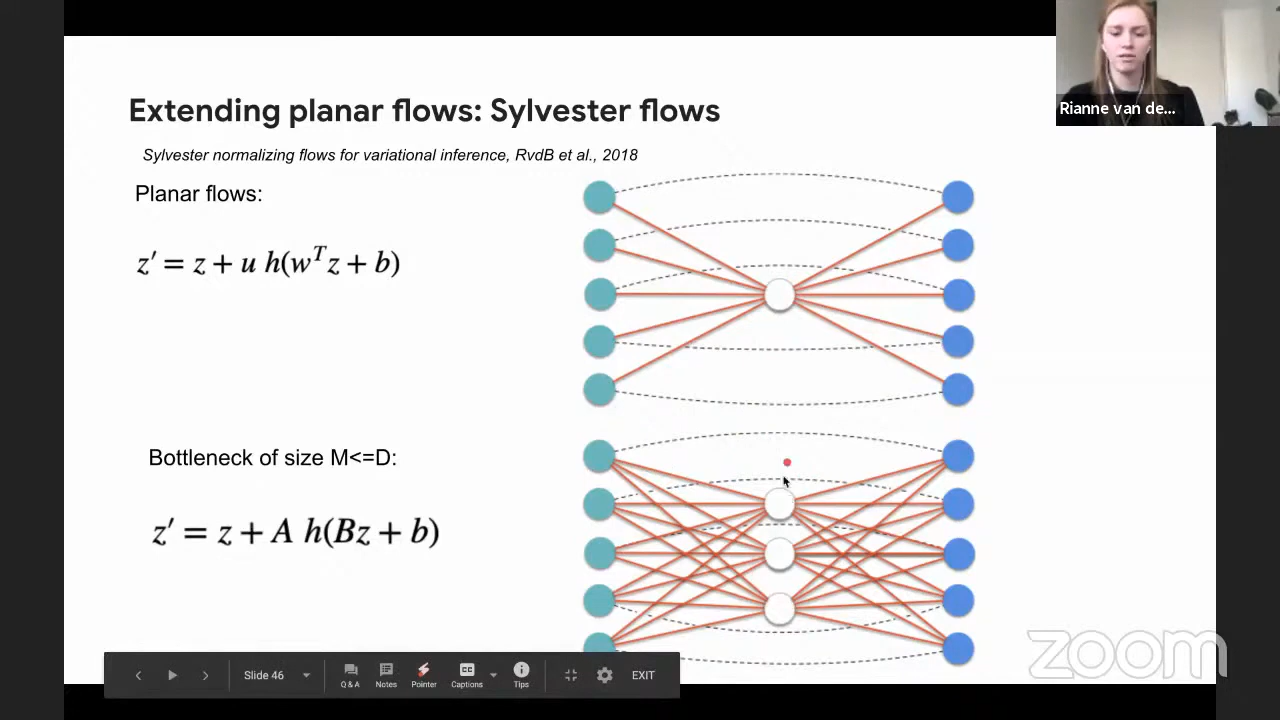 Rianne van de...
Extending planar flows: Sylvester flows
Sylvester normalizing flows for variational inference, RvdB et al., 2018
Planar flows:
z′ = z + u h(wᵀz + b)
Bottleneck of size M<=D:
z′ = z + A h(Bz + b)
zoom
Slide 46
Q & A
Notes
Pointer
CC
Captions
Tips
EXIT